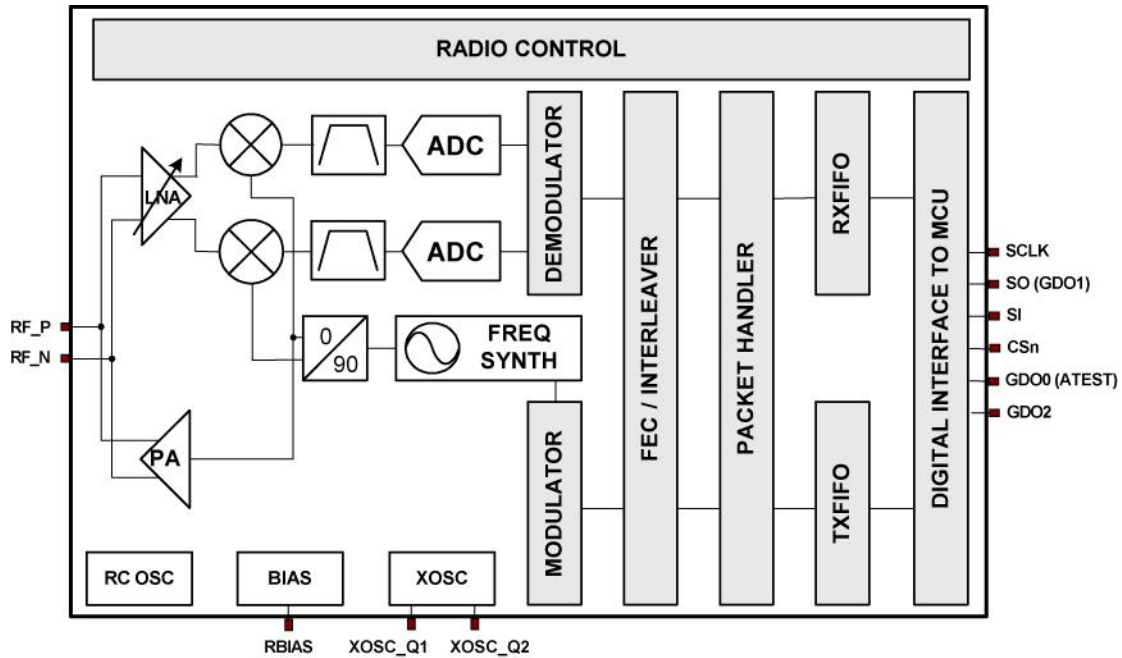 RADIO CONTROL
LNA
ADC
ADC
DEMODULATOR
FEC / INTERLEAVER
PACKET HANDLER
RXFIFO
DIGITAL INTERFACE TO MCU
SCLK
SO (GDO1)
SI
CSn
GDO0 (ATEST)
GDO2
RF_P
RF_N
0
90
FREQ
SYNTH
PA
MODULATOR
TXFIFO
RC OSC
BIAS
XOSC
RBIAS
XOSC_Q1
XOSC_Q2